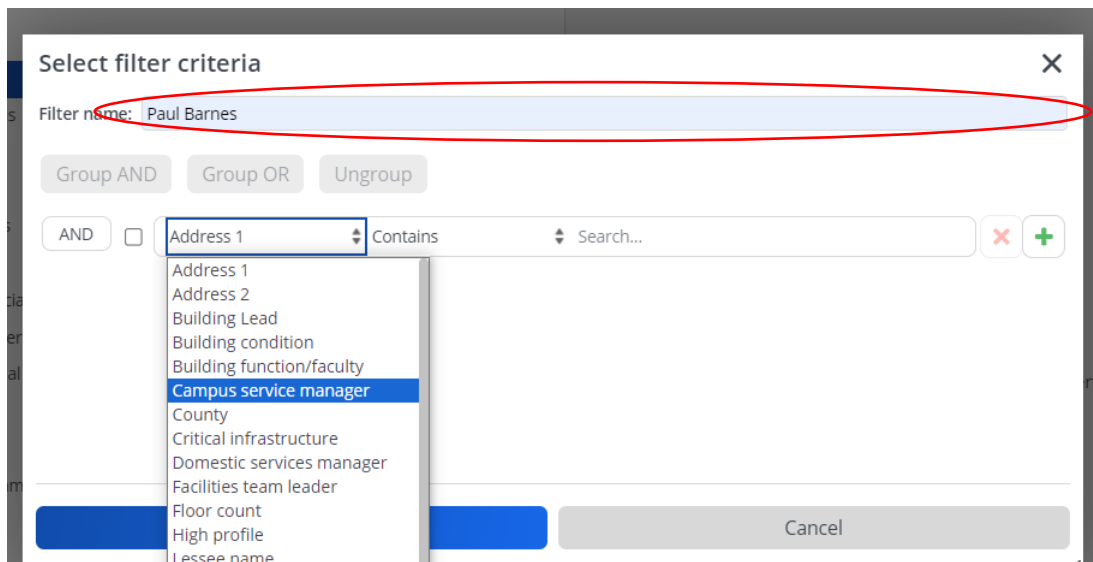 Select filter criteria
Filter name: Paul Barnes
Group AND Group OR Ungroup
AND Address 1 Contains Search...
Address 1
Address 2
Building Lead
Building condition
Building function/faculty
Campus service manager
County
Critical infrastructure
Domestic services manager
Facilities team leader
Floor count
High profile
Lessee name
Cancel